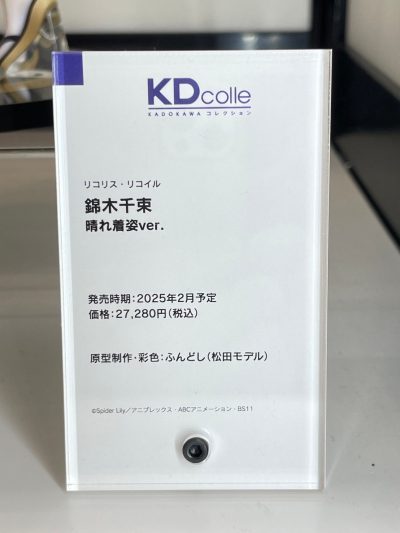 KDcolle
KADOKAWA コレクション
リコリス・リコイル
錦木千束
晴れ着姿ver.
発売時期：2025年2月予定
価格：27,280円（税込）
原型制作・彩色：ふんどし（松田モデル）
©Spider Lily／アニプレックス・ABCアニメーション・BS11